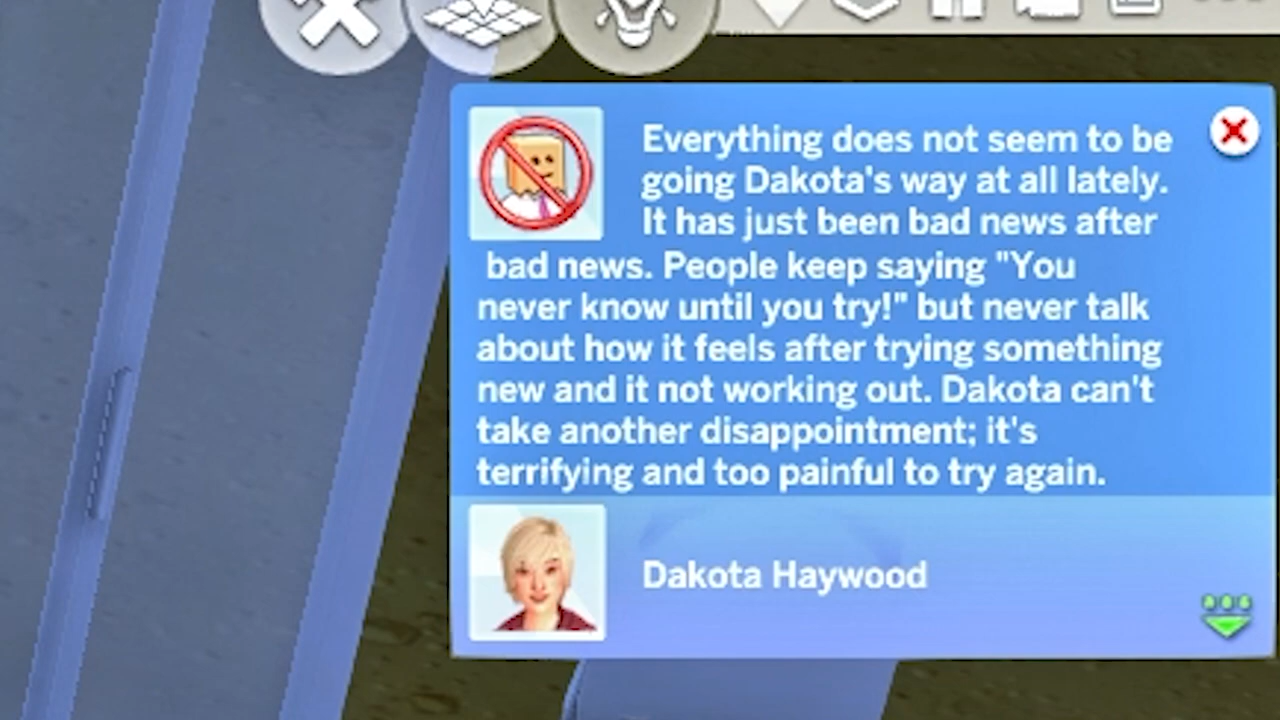 Everything does not seem to be
going Dakota's way at all lately.
It has just been bad news after
bad news. People keep saying "You
never know until you try!" but never talk
about how it feels after trying something
new and it not working out. Dakota can't
take another disappointment; it's
terrifying and too painful to try again.
Dakota Haywood